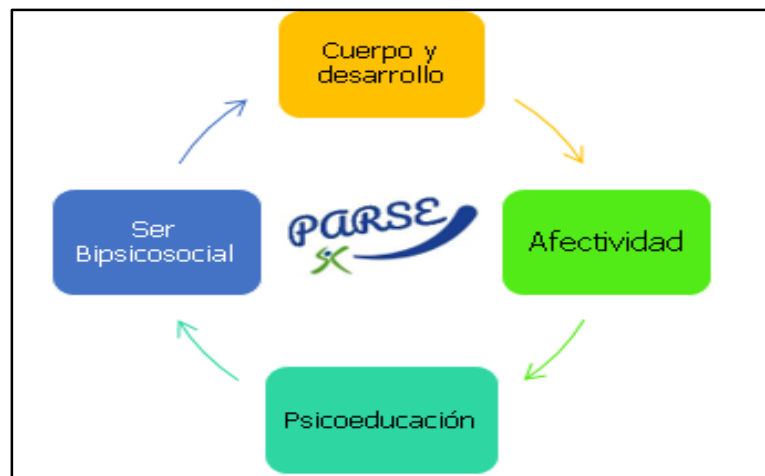 Cuerpo y
desarrollo
Ser
Bipsicosocial
PARSE
Afectividad
Psicoeducación